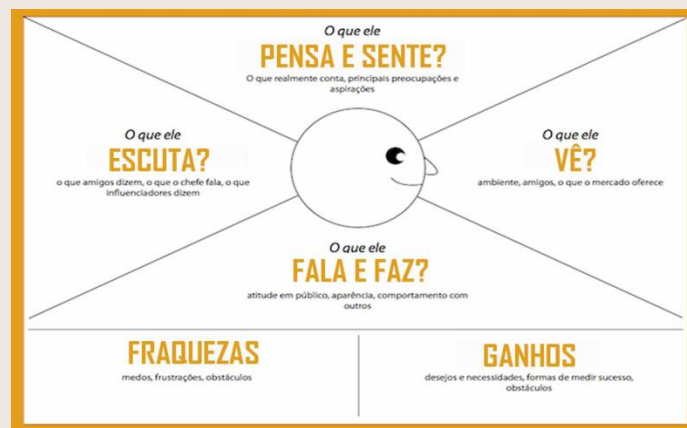 O que ele
PENSA E SENTE?
O que realmente conta, principais preocupações e
aspirações
O que ele
ESCUTA?
o que amigos dizem, o que o chefe fala, o que
influenciadores dizem
O que ele
VÊ?
ambiente, amigos, o que o mercado oferece
O que ele
FALA E FAZ?
atitude em público, aparência, comportamento com
outros
FRAQUEZAS
medos, frustrações, obstáculos
GANHOS
desejos e necessidades, formas de medir sucesso,
obstáculos